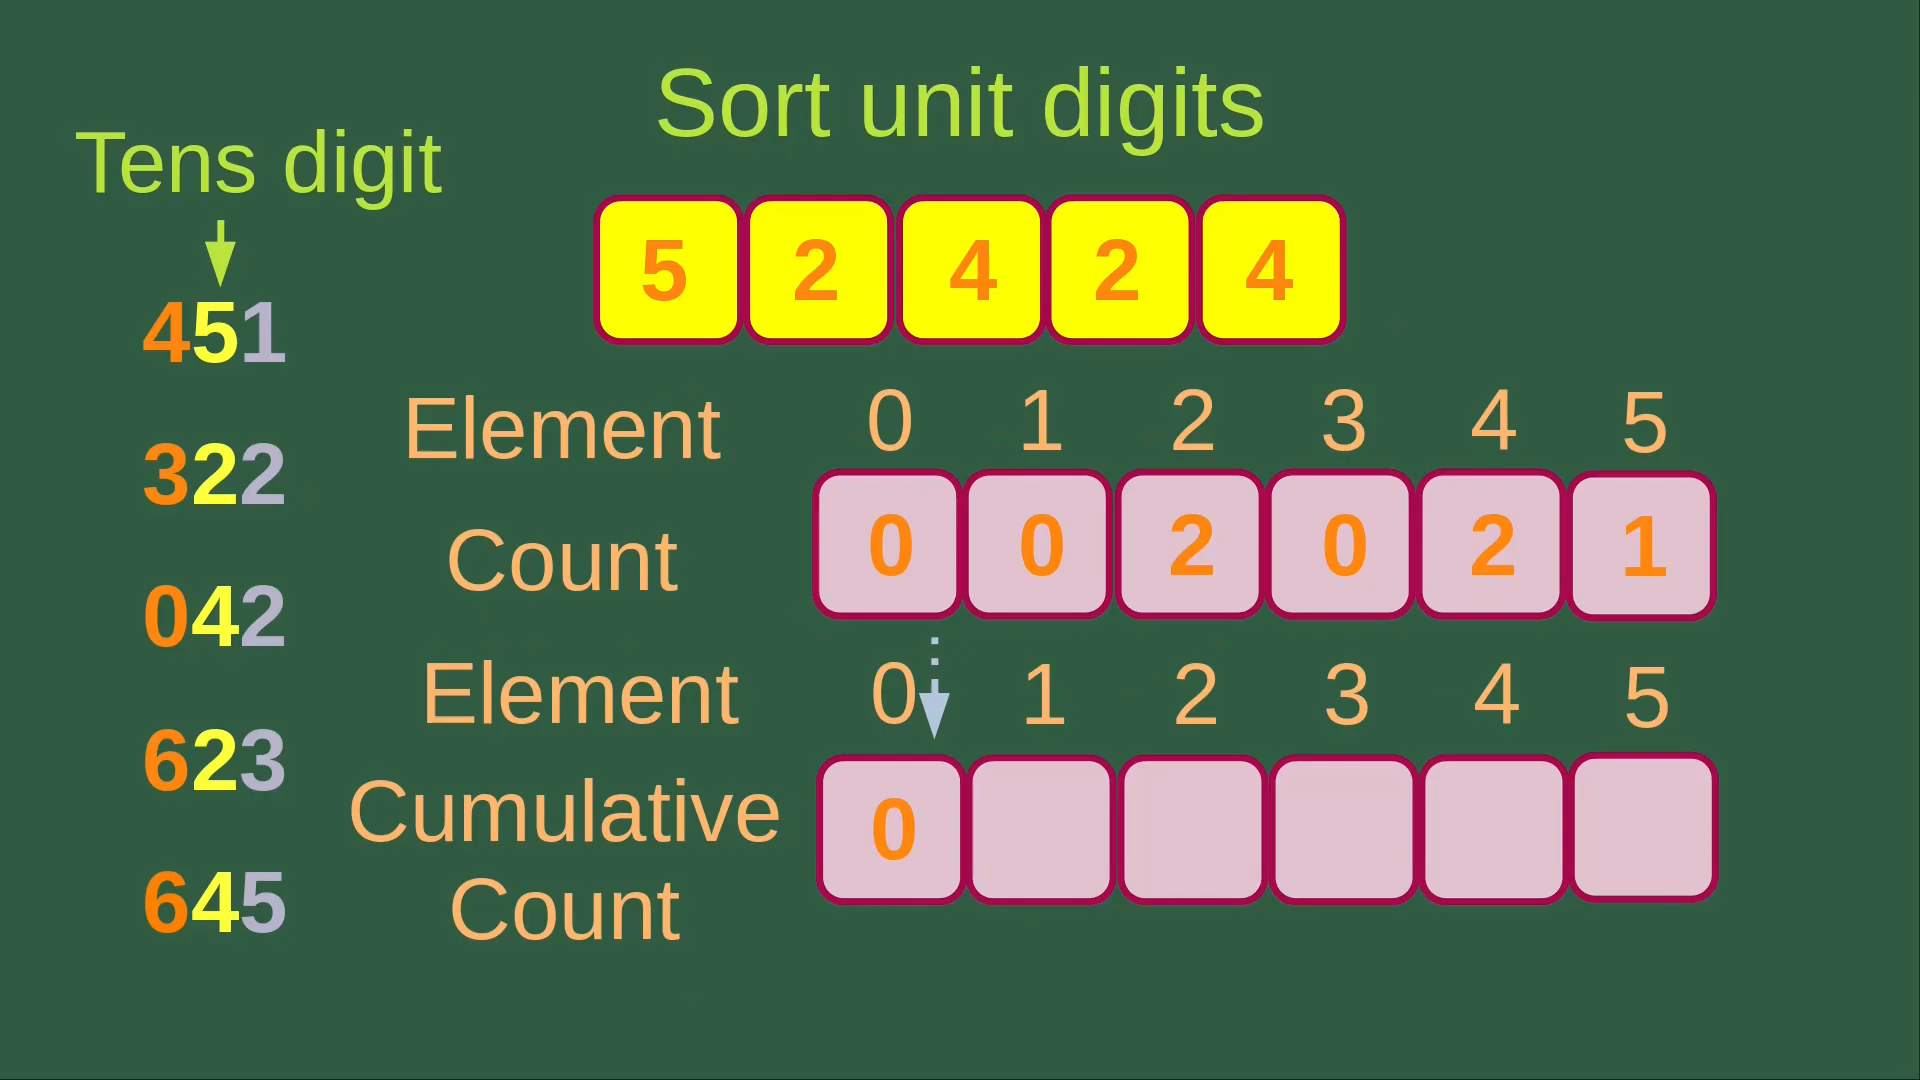 Sort unit digits
Tens digit
5 2 4 2 4
451
322
042
623
645
Element 0 1 2 3 4 5
Count 0 0 2 0 2 1
Element 0 1 2 3 4 5
Cumulative 0
Count